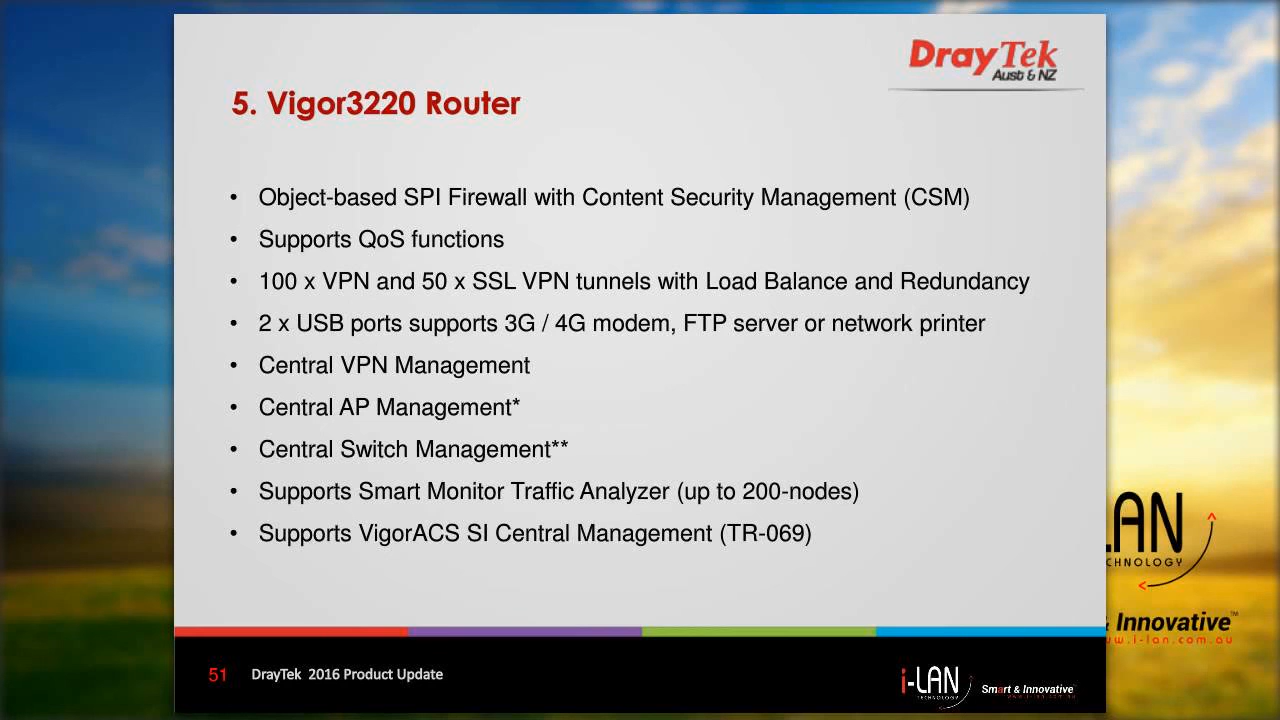 DrayTek
Aust & NZ
5. Vigor3220 Router
• Object-based SPI Firewall with Content Security Management (CSM)
• Supports QoS functions
• 100 x VPN and 50 x SSL VPN tunnels with Load Balance and Redundancy
• 2 x USB ports supports 3G / 4G modem, FTP server or network printer
• Central VPN Management
• Central AP Management*
• Central Switch Management**
• Supports Smart Monitor Traffic Analyzer (up to 200-nodes)
• Supports VigorACS SI Central Management (TR-069)
LAN
CHNOLOGY
& Innovative™
w.i-lan.com.au
51 DrayTek 2016 Product Update
i-LAN
TECHNOLOGY
Smart & Innovative